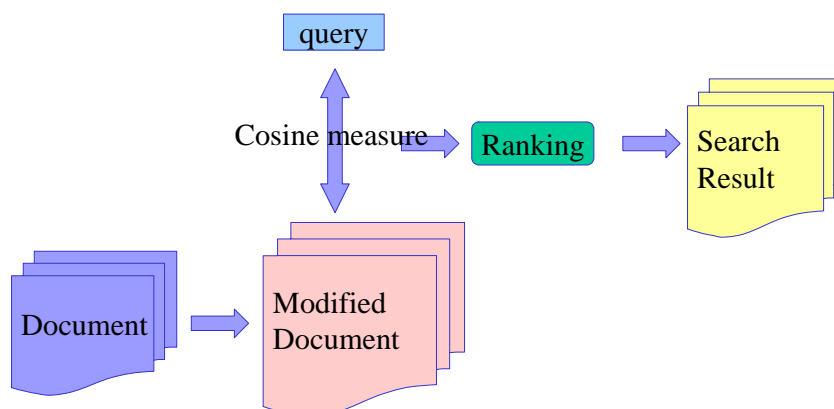 query
Cosine measure
Ranking
Search
Result
Document
Modified
Document